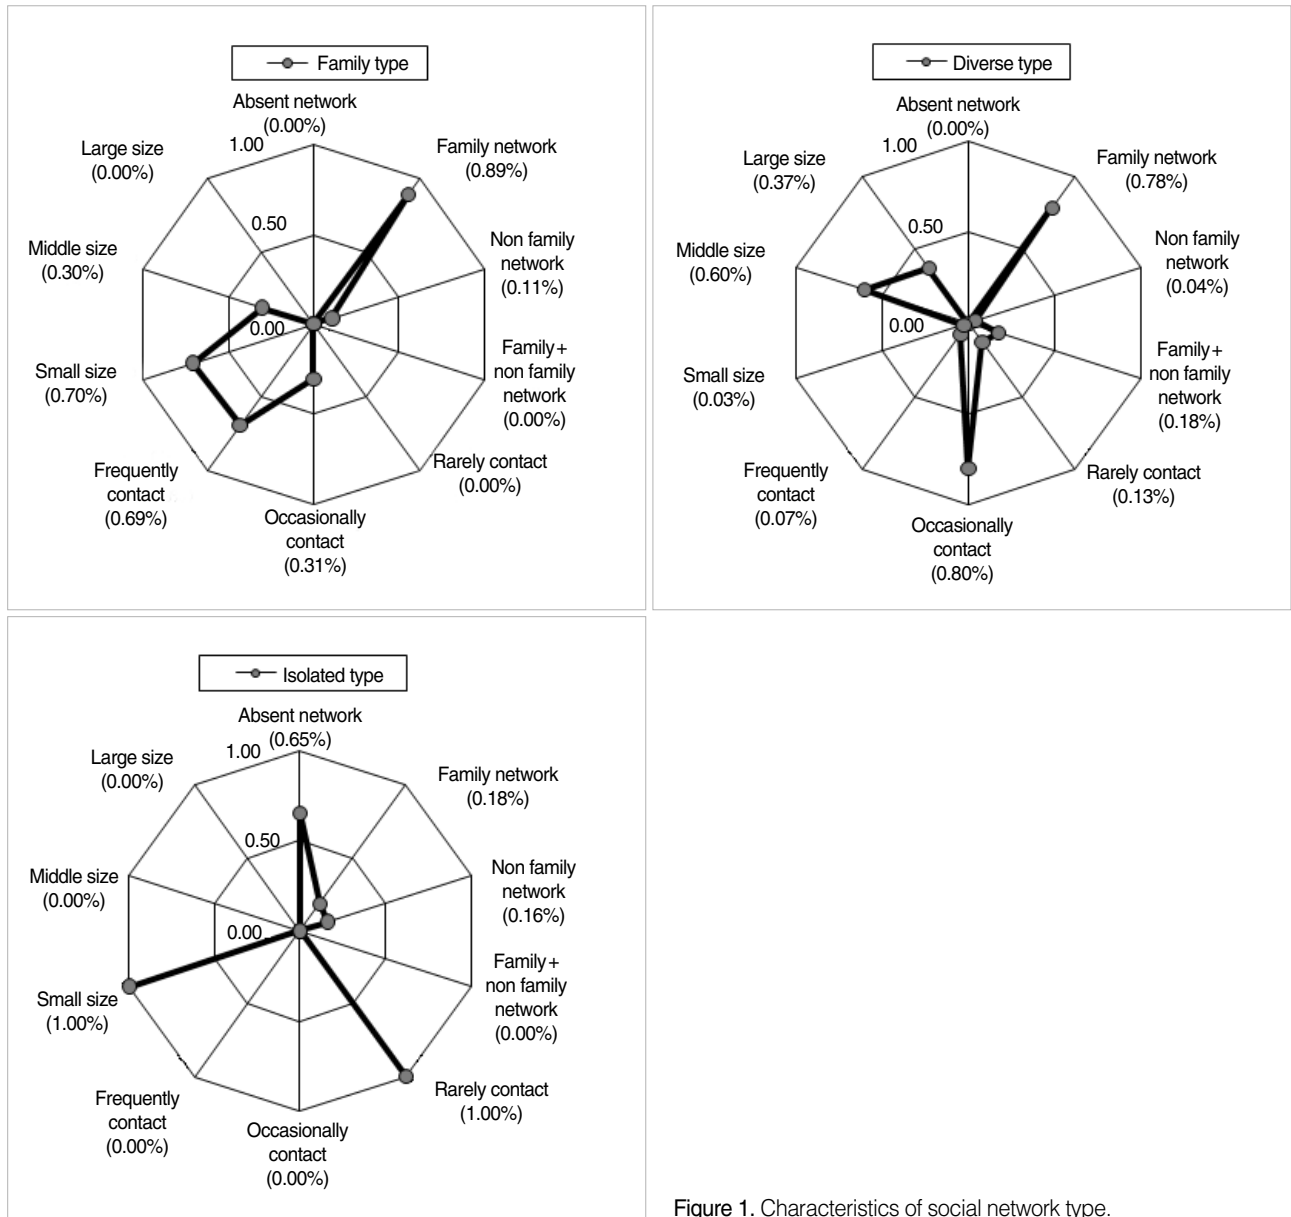 Family type
Absent network
(0.00%)
1.00
Family network
(0.89%)
Large size
(0.00%)
0.50
Non family
network
(0.11%)
Middle size
(0.30%)
0.00
Family+
non family
network
(0.00%)
Small size
(0.70%)
Rarely contact
(0.00%)
Frequently
contact
(0.69%)
Occasionally
contact
(0.31%)
Diverse type
Absent network
(0.00%)
1.00
Family network
(0.78%)
Large size
(0.37%)
0.50
Non family
network
(0.04%)
Middle size
(0.60%)
0.00
Family+
non family
network
(0.18%)
Small size
(0.03%)
Rarely contact
(0.13%)
Frequently
contact
(0.07%)
Occasionally
contact
(0.80%)
Isolated type
Absent network
(0.65%)
1.00
Family network
(0.18%)
Large size
(0.00%)
0.50
Non family
network
(0.16%)
Middle size
(0.00%)
0.00
Family+
non family
network
(0.00%)
Small size
(1.00%)
Rarely contact
(1.00%)
Frequently
contact
(0.00%)
Occasionally
contact
(0.00%)
Figure 1. Characteristics of social network type.